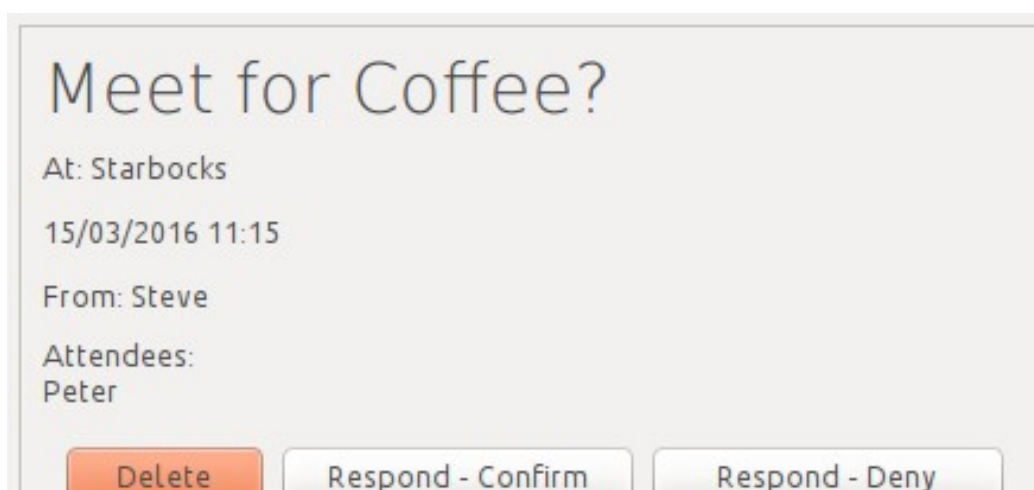 Meet for Coffee?
At: Starbocks
15/03/2016 11:15
From: Steve
Attendees:
Peter
Delete Respond - Confirm Respond - Deny